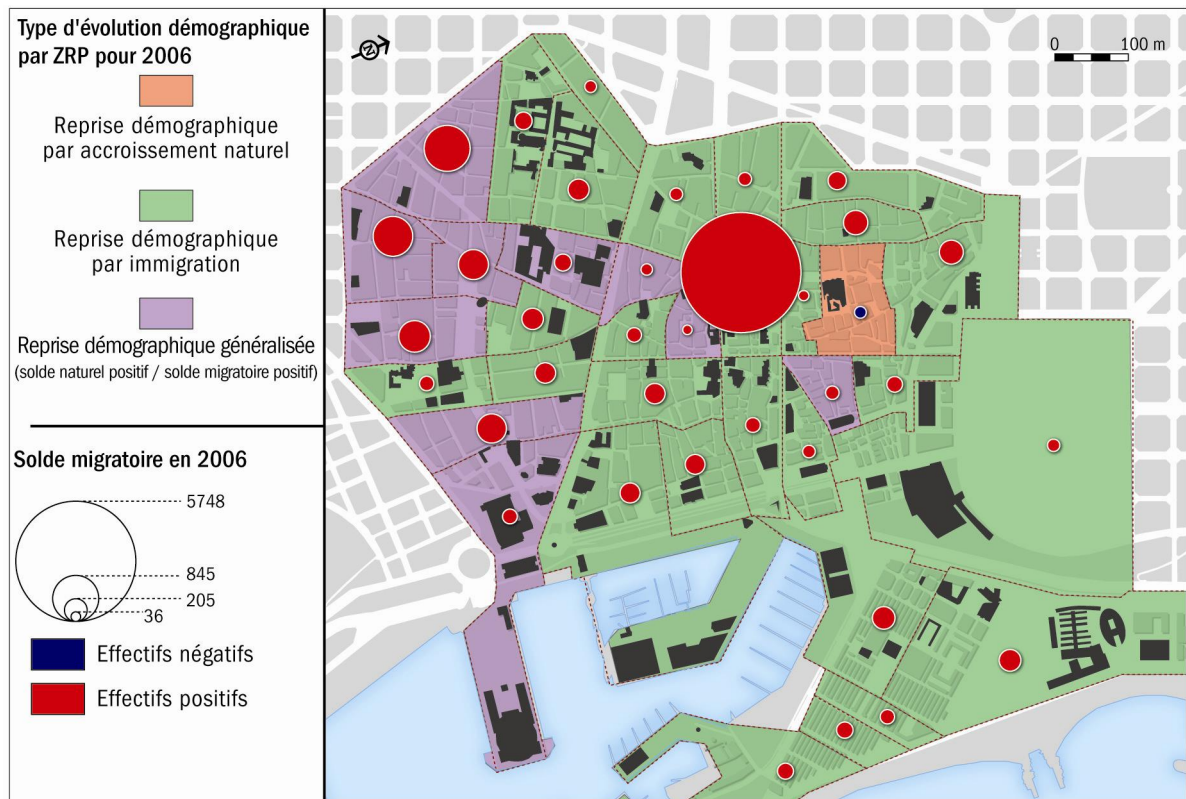 Type d'évolution démographique
par ZRP pour 2006
Reprise démographique
par accroissement naturel
Reprise démographique
par immigration
Reprise démographique généralisée
(solde naturel positif / solde migratoire positif)
Solde migratoire en 2006
5748
845
205
36
Effectifs négatifs
Effectifs positifs
N
0 100 m